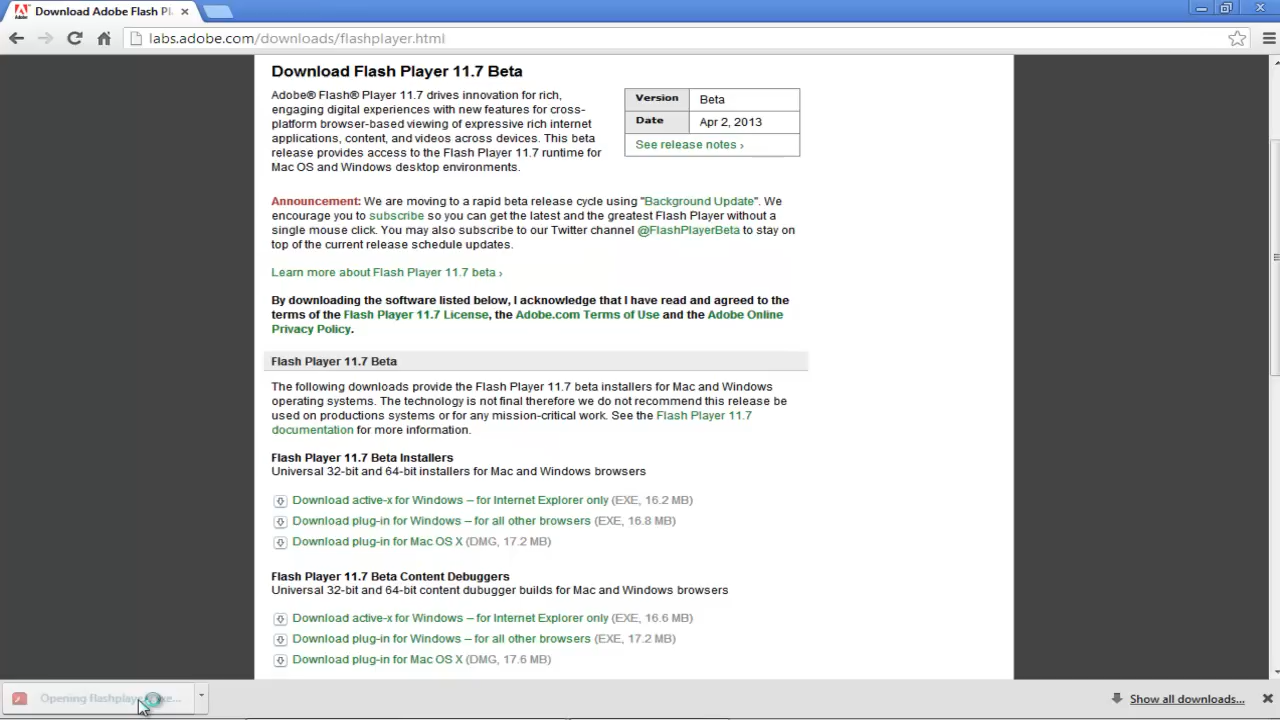 Download Adobe Flash Pl
labs.adobe.com/downloads/flashplayer.html
Download Flash Player 11.7 Beta
Adobe® Flash® Player 11.7 drives innovation for rich,
engaging digital experiences with new features for cross-
platform browser-based viewing of expressive rich internet
applications, content, and videos across devices. This beta
release provides access to the Flash Player 11.7 runtime for
Mac OS and Windows desktop environments.
Version Beta
Date Apr 2, 2013
See release notes ›
Announcement: We are moving to a rapid beta release cycle using "Background Update". We
encourage you to subscribe so you can get the latest and the greatest Flash Player without a
single mouse click. You may also subscribe to our Twitter channel @FlashPlayerBeta to stay on
top of the current release schedule updates.
Learn more about Flash Player 11.7 beta ›
By downloading the software listed below, I acknowledge that I have read and agreed to the
terms of the Flash Player 11.7 License, the Adobe.com Terms of Use and the Adobe Online
Privacy Policy.
Flash Player 11.7 Beta
The following downloads provide the Flash Player 11.7 beta installers for Mac and Windows
operating systems. The technology is not final therefore we do not recommend this release be
used on productions systems or for any mission-critical work. See the Flash Player 11.7
documentation for more information.
Flash Player 11.7 Beta Installers
Universal 32-bit and 64-bit installers for Mac and Windows browsers
Download active-x for Windows – for Internet Explorer only (EXE, 16.2 MB)
Download plug-in for Windows – for all other browsers (EXE, 16.8 MB)
Download plug-in for Mac OS X (DMG, 17.2 MB)
Flash Player 11.7 Beta Content Debuggers
Universal 32-bit and 64-bit content dubugger builds for Mac and Windows browsers
Download active-x for Windows – for Internet Explorer only (EXE, 16.6 MB)
Download plug-in for Windows – for all other browsers (EXE, 17.2 MB)
Download plug-in for Mac OS X (DMG, 17.6 MB)
Opening
Show all downloads...